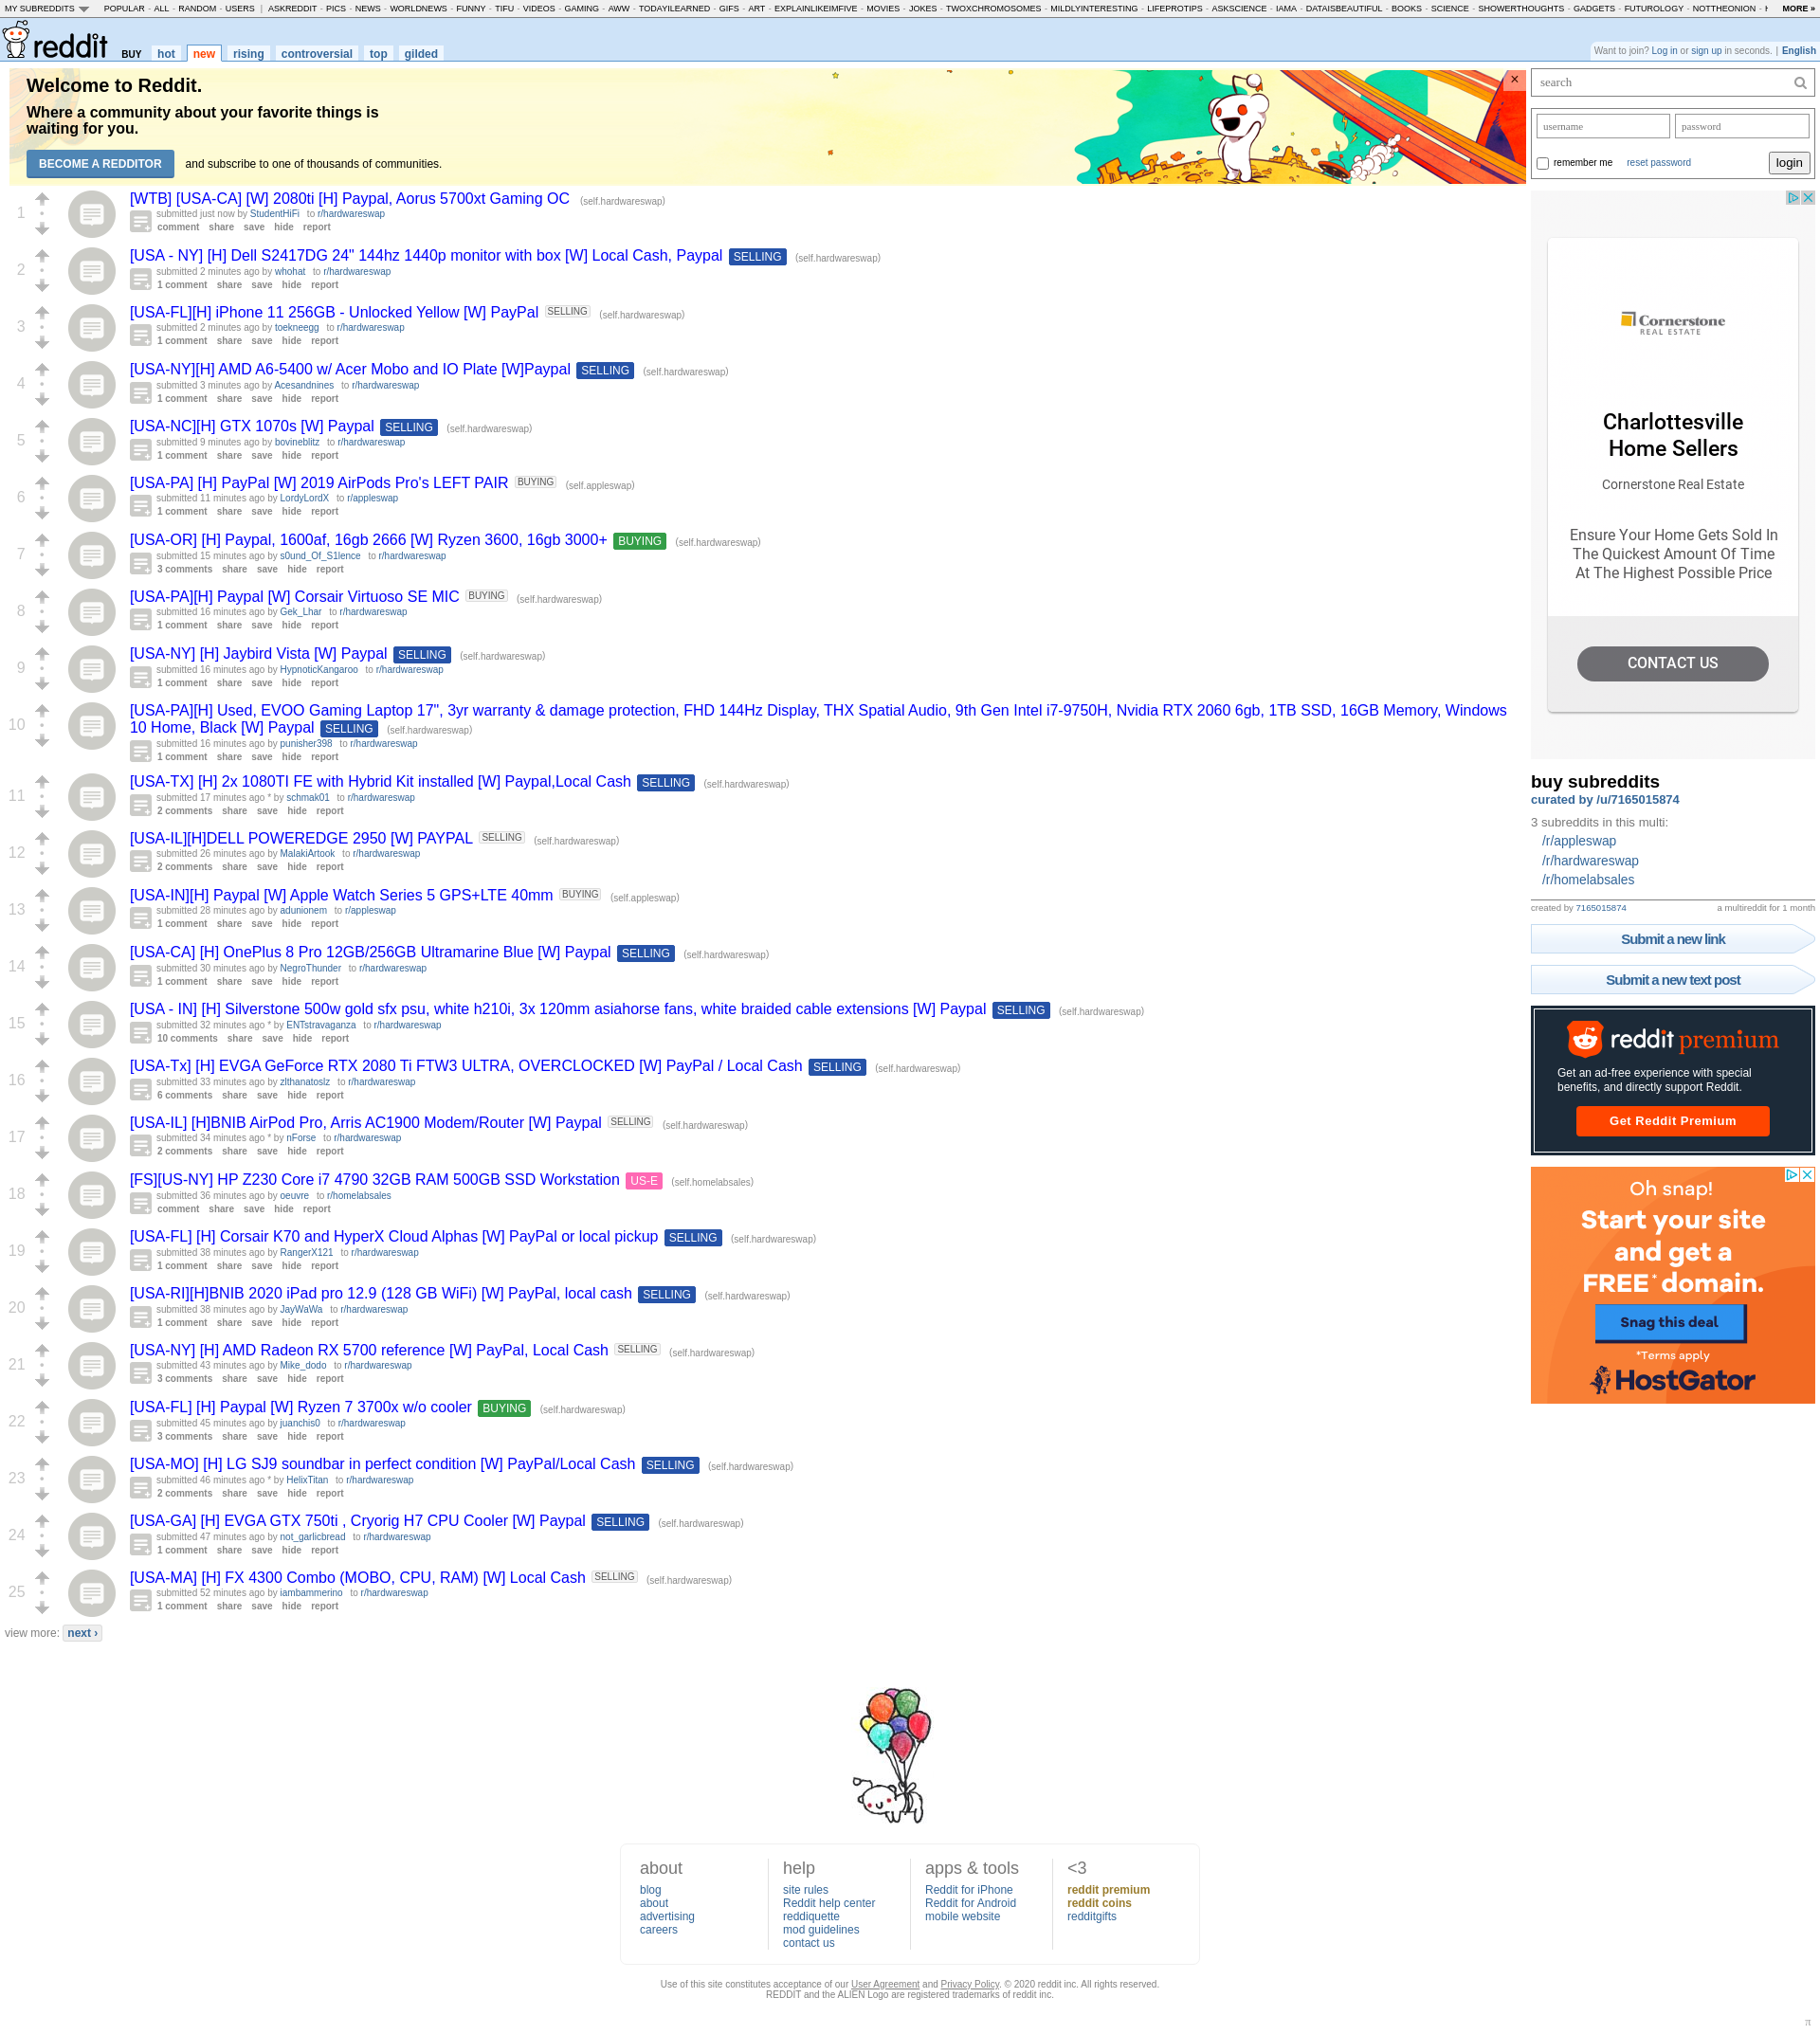 MY SUBREDDITS POPULAR - ALL - RANDOM - USERS | ASKREDDIT - PICS - NEWS - WORLDNEWS - FUNNY - TIFU - VIDEOS - GAMING - AWW - TODAYILEARNED - GIFS - ART - EXPLAINLIKEIMFIVE - MOVIES - JOKES - TWOXCHROMOSOMES - MILDLYINTERESTING - LIFEPROTIPS - ASKSCIENCE - IAMA - DATAISBEAUTIFUL - BOOKS - SCIENCE - SHOWERTHOUGHTS - GADGETS - FUTUROLOGY - NOTTHEONION - MORE »
reddit BUY hot new rising controversial top gilded
Want to join? Log in or sign up in seconds. | English
Welcome to Reddit.
Where a community about your favorite things is
waiting for you.
BECOME A REDDITOR and subscribe to one of thousands of communities.
1
[WTB] [USA-CA] [W] 2080ti [H] Paypal, Aorus 5700xt Gaming OC (self.hardwareswap)
submitted just now by StudentHiFi to r/hardwareswap
comment share save hide report
2
[USA - NY] [H] Dell S2417DG 24" 144hz 1440p monitor with box [W] Local Cash, Paypal SELLING (self.hardwareswap)
submitted 2 minutes ago by whohat to r/hardwareswap
1 comment share save hide report
3
[USA-FL][H] iPhone 11 256GB - Unlocked Yellow [W] PayPal SELLING (self.hardwareswap)
submitted 2 minutes ago by toekneegg to r/hardwareswap
1 comment share save hide report
4
[USA-NY][H] AMD A6-5400 w/ Acer Mobo and IO Plate [W]Paypal SELLING (self.hardwareswap)
submitted 3 minutes ago by Acesandnines to r/hardwareswap
1 comment share save hide report
5
[USA-NC][H] GTX 1070s [W] Paypal SELLING (self.hardwareswap)
submitted 9 minutes ago by bovineblitz to r/hardwareswap
1 comment share save hide report
6
[USA-PA] [H] PayPal [W] 2019 AirPods Pro's LEFT PAIR BUYING (self.appleswap)
submitted 11 minutes ago by LordyLordX to r/appleswap
1 comment share save hide report
7
[USA-OR] [H] Paypal, 1600af, 16gb 2666 [W] Ryzen 3600, 16gb 3000+ BUYING (self.hardwareswap)
submitted 15 minutes ago by s0und_Of_S1lence to r/hardwareswap
3 comments share save hide report
8
[USA-PA][H] Paypal [W] Corsair Virtuoso SE MIC BUYING (self.hardwareswap)
submitted 16 minutes ago by Gek_Lhar to r/hardwareswap
1 comment share save hide report
9
[USA-NY] [H] Jaybird Vista [W] Paypal SELLING (self.hardwareswap)
submitted 16 minutes ago by HypnoticKangaroo to r/hardwareswap
1 comment share save hide report
10
[USA-PA][H] Used, EVOO Gaming Laptop 17", 3yr warranty & damage protection, FHD 144Hz Display, THX Spatial Audio, 9th Gen Intel i7-9750H, Nvidia RTX 2060 6gb, 1TB SSD, 16GB Memory, Windows
10 Home, Black [W] Paypal SELLING (self.hardwareswap)
submitted 16 minutes ago by punisher398 to r/hardwareswap
1 comment share save hide report
11
[USA-TX] [H] 2x 1080TI FE with Hybrid Kit installed [W] Paypal,Local Cash SELLING (self.hardwareswap)
submitted 17 minutes ago * by schmak01 to r/hardwareswap
2 comments share save hide report
12
[USA-IL][H]DELL POWEREDGE 2950 [W] PAYPAL SELLING (self.hardwareswap)
submitted 26 minutes ago by MalakiArtook to r/hardwareswap
2 comments share save hide report
13
[USA-IN][H] Paypal [W] Apple Watch Series 5 GPS+LTE 40mm BUYING (self.appleswap)
submitted 28 minutes ago by adunionem to r/appleswap
1 comment share save hide report
14
[USA-CA] [H] OnePlus 8 Pro 12GB/256GB Ultramarine Blue [W] Paypal SELLING (self.hardwareswap)
submitted 30 minutes ago by NegroThunder to r/hardwareswap
1 comment share save hide report
15
[USA - IN] [H] Silverstone 500w gold sfx psu, white h210i, 3x 120mm asiahorse fans, white braided cable extensions [W] Paypal SELLING (self.hardwareswap)
submitted 32 minutes ago * by ENTstravaganza to r/hardwareswap
10 comments share save hide report
16
[USA-Tx] [H] EVGA GeForce RTX 2080 Ti FTW3 ULTRA, OVERCLOCKED [W] PayPal / Local Cash SELLING (self.hardwareswap)
submitted 33 minutes ago by zlthanatoslz to r/hardwareswap
6 comments share save hide report
17
[USA-IL] [H]BNIB AirPod Pro, Arris AC1900 Modem/Router [W] Paypal SELLING (self.hardwareswap)
submitted 34 minutes ago * by nForse to r/hardwareswap
2 comments share save hide report
18
[FS][US-NY] HP Z230 Core i7 4790 32GB RAM 500GB SSD Workstation US-E (self.homelabsales)
submitted 36 minutes ago by oeuvre to r/homelabsales
comment share save hide report
19
[USA-FL] [H] Corsair K70 and HyperX Cloud Alphas [W] PayPal or local pickup SELLING (self.hardwareswap)
submitted 38 minutes ago by RangerX121 to r/hardwareswap
1 comment share save hide report
20
[USA-RI][H]BNIB 2020 iPad pro 12.9 (128 GB WiFi) [W] PayPal, local cash SELLING (self.hardwareswap)
submitted 38 minutes ago by JayWaWa to r/hardwareswap
1 comment share save hide report
21
[USA-NY] [H] AMD Radeon RX 5700 reference [W] PayPal, Local Cash SELLING (self.hardwareswap)
submitted 43 minutes ago by Mike_dodo to r/hardwareswap
3 comments share save hide report
22
[USA-FL] [H] Paypal [W] Ryzen 7 3700x w/o cooler BUYING (self.hardwareswap)
submitted 45 minutes ago by juanchis0 to r/hardwareswap
3 comments share save hide report
23
[USA-MO] [H] LG SJ9 soundbar in perfect condition [W] PayPal/Local Cash SELLING (self.hardwareswap)
submitted 46 minutes ago * by HelixTitan to r/hardwareswap
2 comments share save hide report
24
[USA-GA] [H] EVGA GTX 750ti , Cryorig H7 CPU Cooler [W] Paypal SELLING (self.hardwareswap)
submitted 47 minutes ago by not_garlicbread to r/hardwareswap
1 comment share save hide report
25
[USA-MA] [H] FX 4300 Combo (MOBO, CPU, RAM) [W] Local Cash SELLING (self.hardwareswap)
submitted 52 minutes ago by iambammerino to r/hardwareswap
1 comment share save hide report
view more: next ›
search
username password
remember me reset password login
Cornerstone
REAL ESTATE
Charlottesville
Home Sellers
Cornerstone Real Estate
Ensure Your Home Gets Sold In
The Quickest Amount Of Time
At The Highest Possible Price
CONTACT US
buy subreddits
curated by /u/7165015874
3 subreddits in this multi:
/r/appleswap
/r/hardwareswap
/r/homelabsales
created by 7165015874 a multireddit for 1 month
Submit a new link
Submit a new text post
reddit premium
Get an ad-free experience with special
benefits, and directly support Reddit.
Get Reddit Premium
Oh snap!
Start your site
and get a
FREE* domain.
Snag this deal
*Terms apply
HostGator
about
blog
about
advertising
careers
help
site rules
Reddit help center
reddiquette
mod guidelines
contact us
apps & tools
Reddit for iPhone
Reddit for Android
mobile website
<3
reddit premium
reddit coins
redditgifts
Use of this site constitutes acceptance of our User Agreement and Privacy Policy. © 2020 reddit inc. All rights reserved.
REDDIT and the ALIEN Logo are registered trademarks of reddit inc.
π